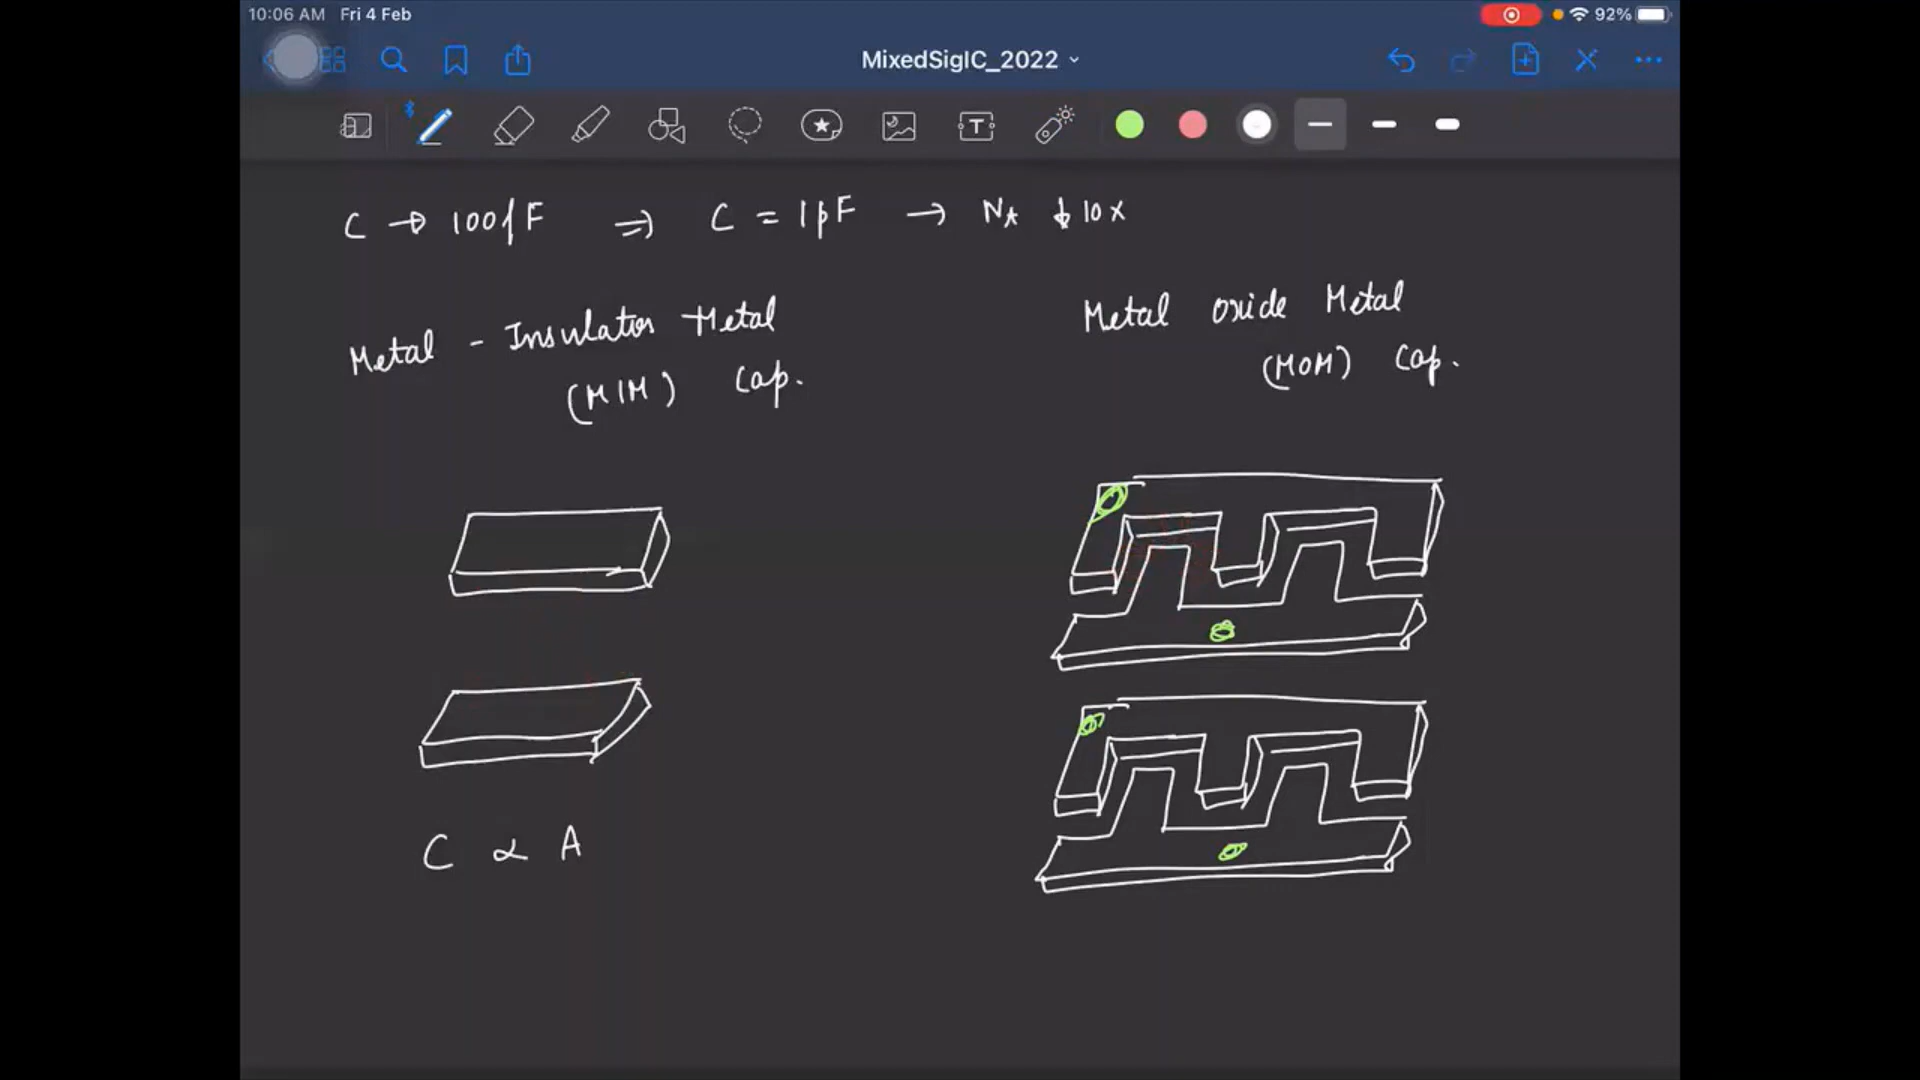 10:06 AM Fri 4 Feb 92%
MixedSigIC_2022
C → 100fF ⇒ C = 1pF → NA ↓ 10x
Metal - Insulator Metal
(MIM) Cap.
Metal Oxide Metal
(MOM) Cap.
C α A